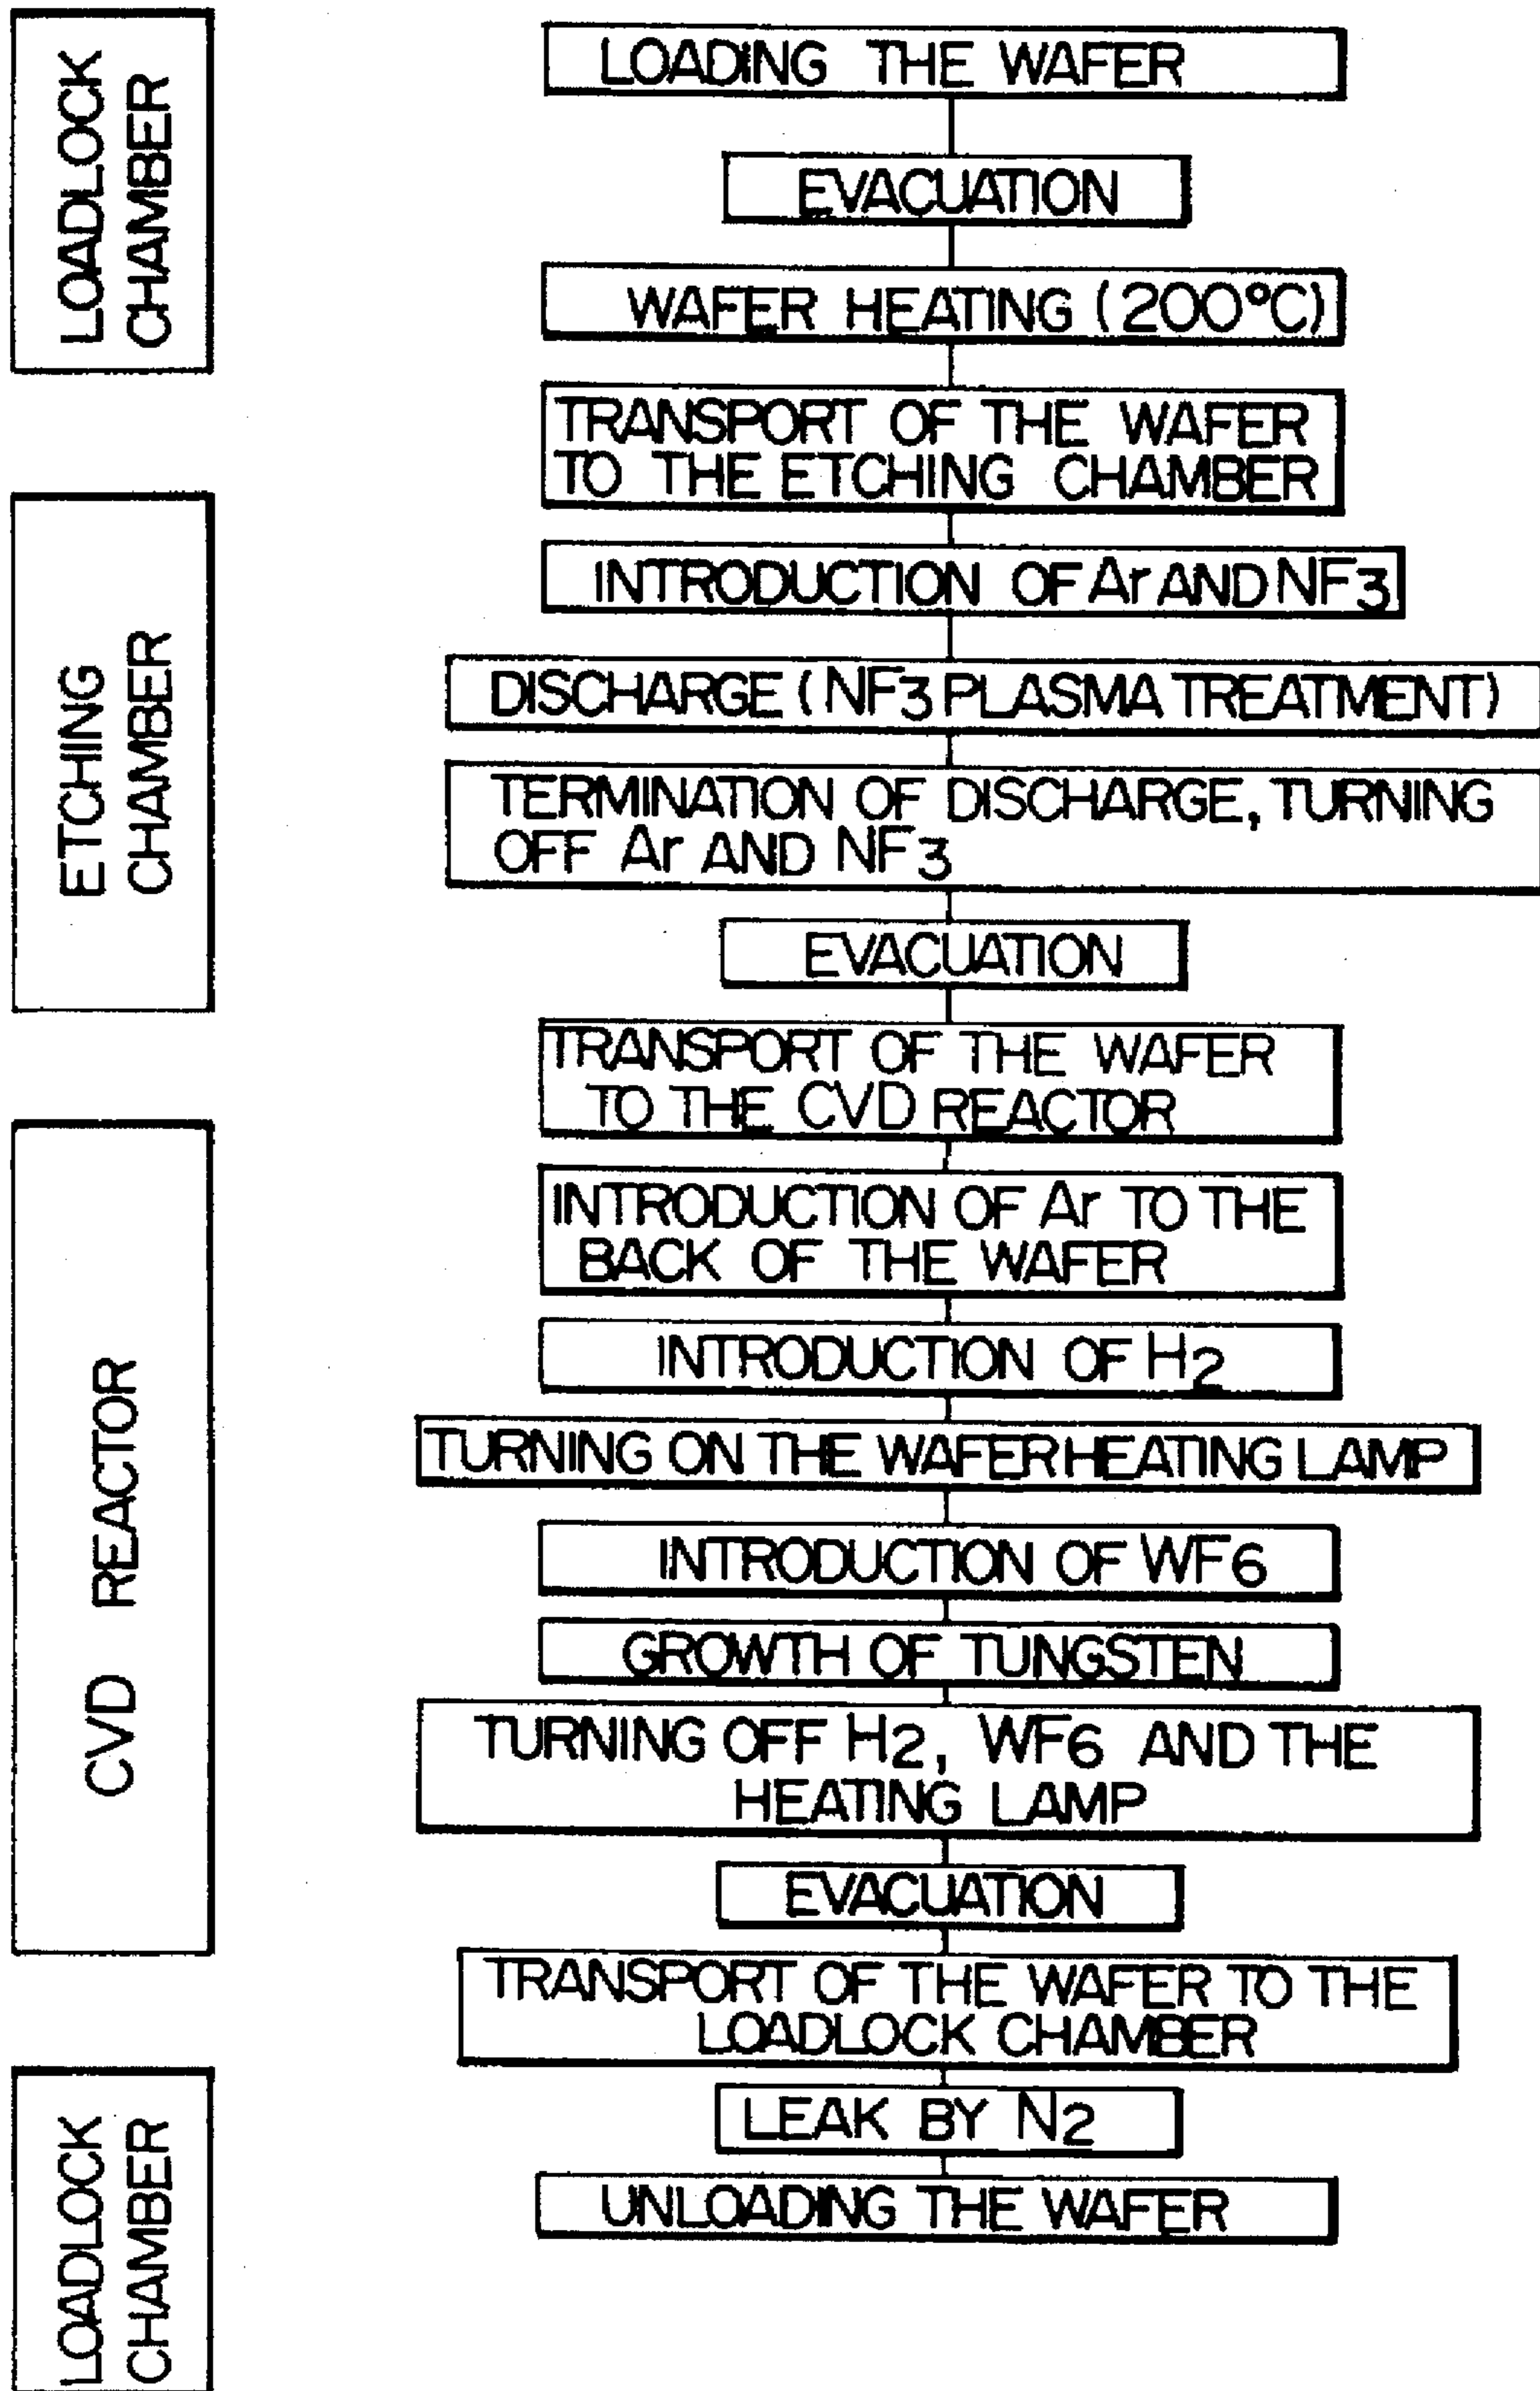 LOADLOCK
CHAMBER
LOADING THE WAFER
EVACUATION
WAFER HEATING (200°C)
TRANSPORT OF THE WAFER
TO THE ETCHING CHAMBER
ETCHING
CHAMBER
INTRODUCTION OF Ar AND NF3
DISCHARGE (NF3 PLASMA TREATMENT)
TERMINATION OF DISCHARGE, TURNING
OFF Ar AND NF3
EVACUATION
TRANSPORT OF THE WAFER
TO THE CVD REACTOR
CVD REACTOR
INTRODUCTION OF Ar TO THE
BACK OF THE WAFER
INTRODUCTION OF H2
TURNING ON THE WAFER HEATING LAMP
INTRODUCTION OF WF6
GROWTH OF TUNGSTEN
TURNING OFF H2, WF6 AND THE
HEATING LAMP
EVACUATION
TRANSPORT OF THE WAFER TO THE
LOADLOCK CHAMBER
LOADLOCK
CHAMBER
LEAK BY N2
UNLOADING THE WAFER